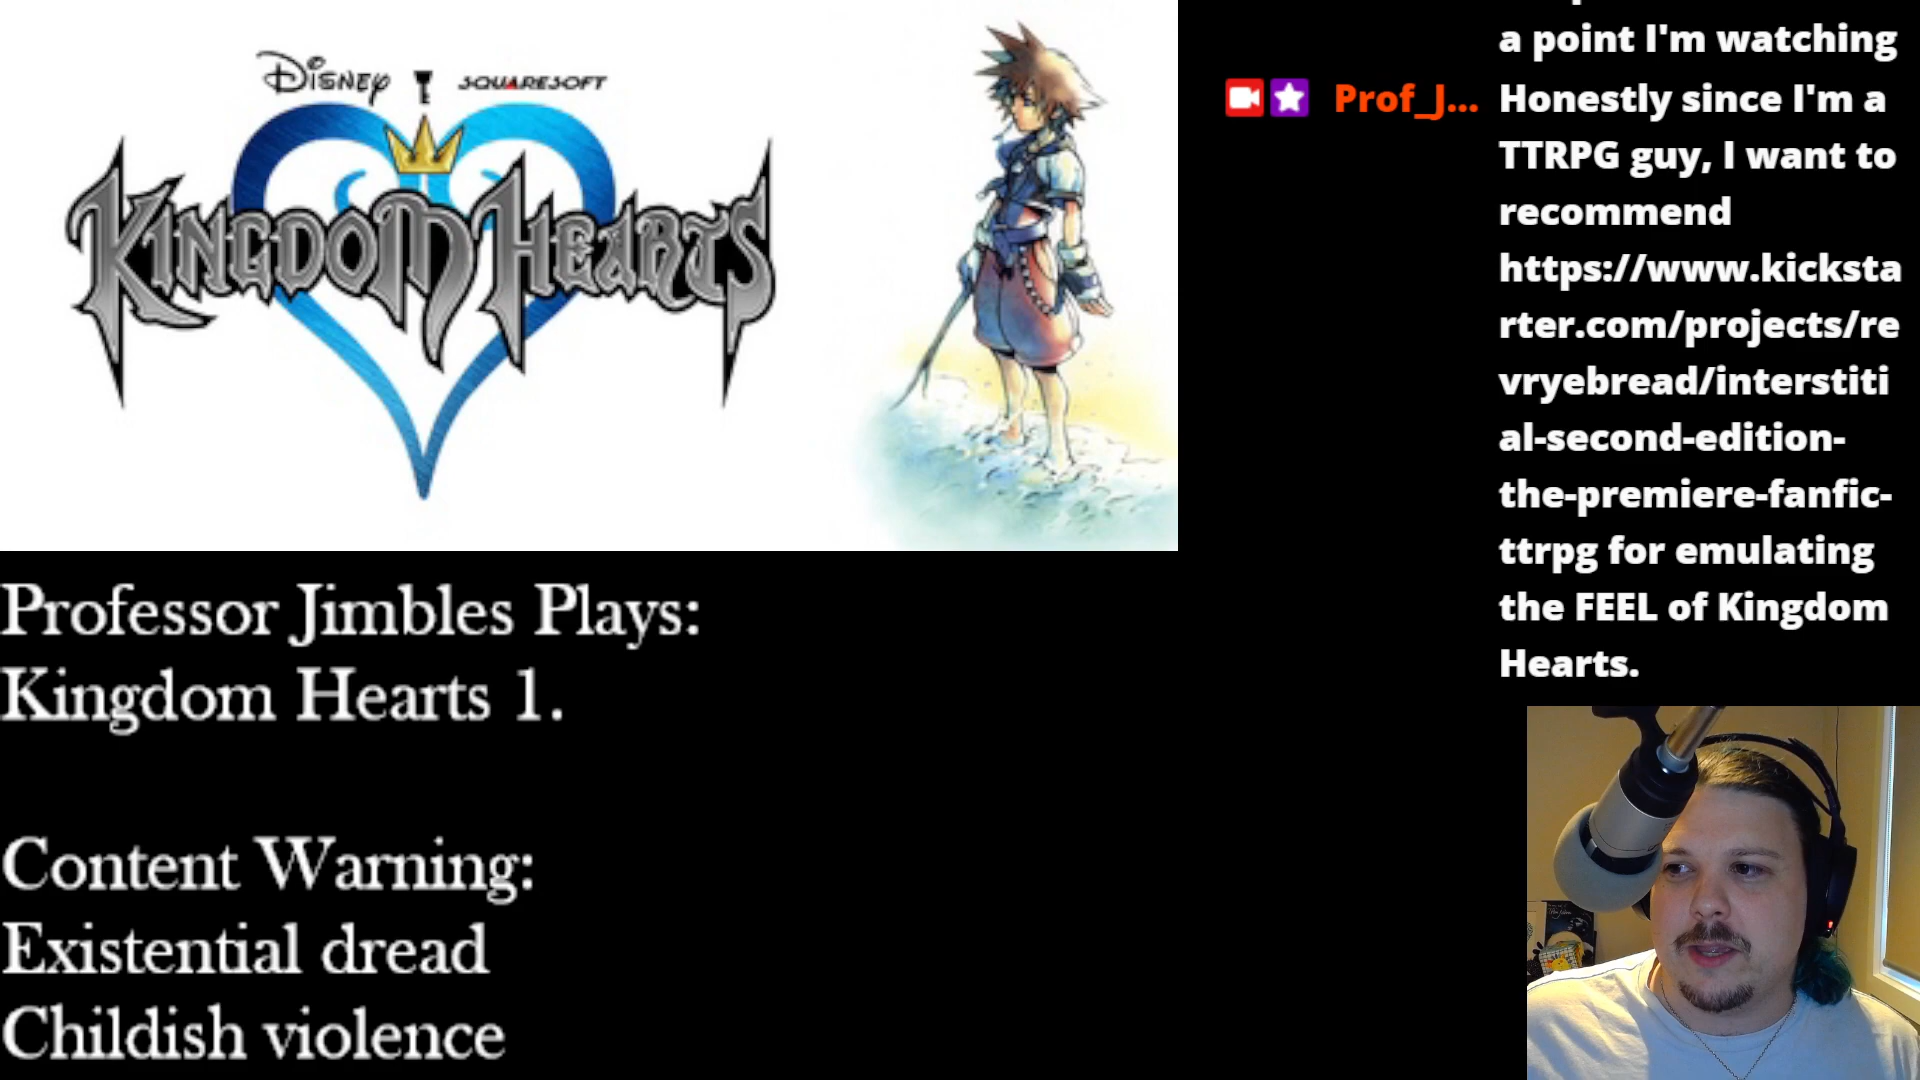 Disney SQUARESOFT
KINGDOM HEARTS
Professor Jimbles Plays:
Kingdom Hearts 1.
Content Warning:
Existential dread
Childish violence
a point I'm watching
Prof_J... Honestly since I'm a
TTRPG guy, I want to
recommend
https://www.kicksta
rter.com/projects/re
vryebread/interstiti
al-second-edition-
the-premiere-fanfic-
ttrpg for emulating
the FEEL of Kingdom
Hearts.